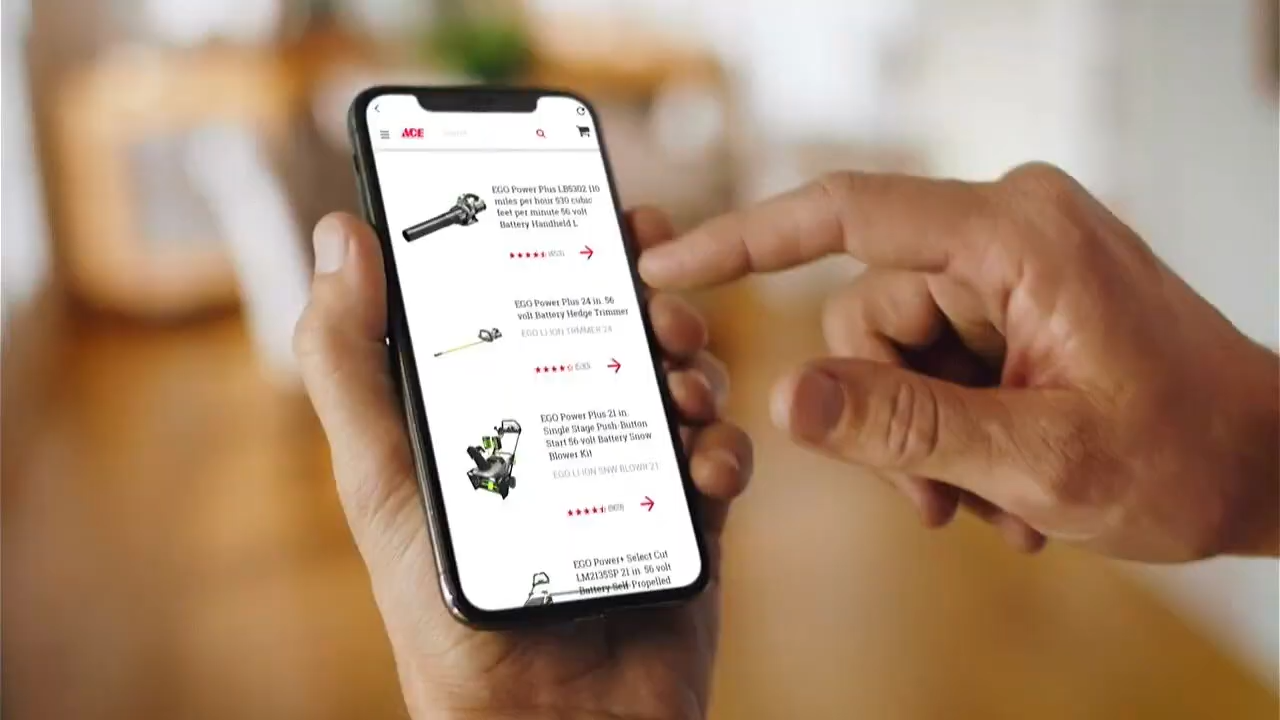 ACE
EGO Power Plus LB5302 110
miles per hour 530 cubic
feet per minute 56 volt
Battery Handheld L
EGO Power Plus 24 in. 56
volt Battery Hedge Trimmer
EGO LI ION TRMMER 24
EGO Power Plus 21 in.
Single Stage Push-Button
Start 56 volt Battery Snow
Blower Kit
EGO LI ION SNW BLOWR 21
EGO Power+ Select Cut
LM2135SP 21 in. 56 volt
Battery Self-Propelled